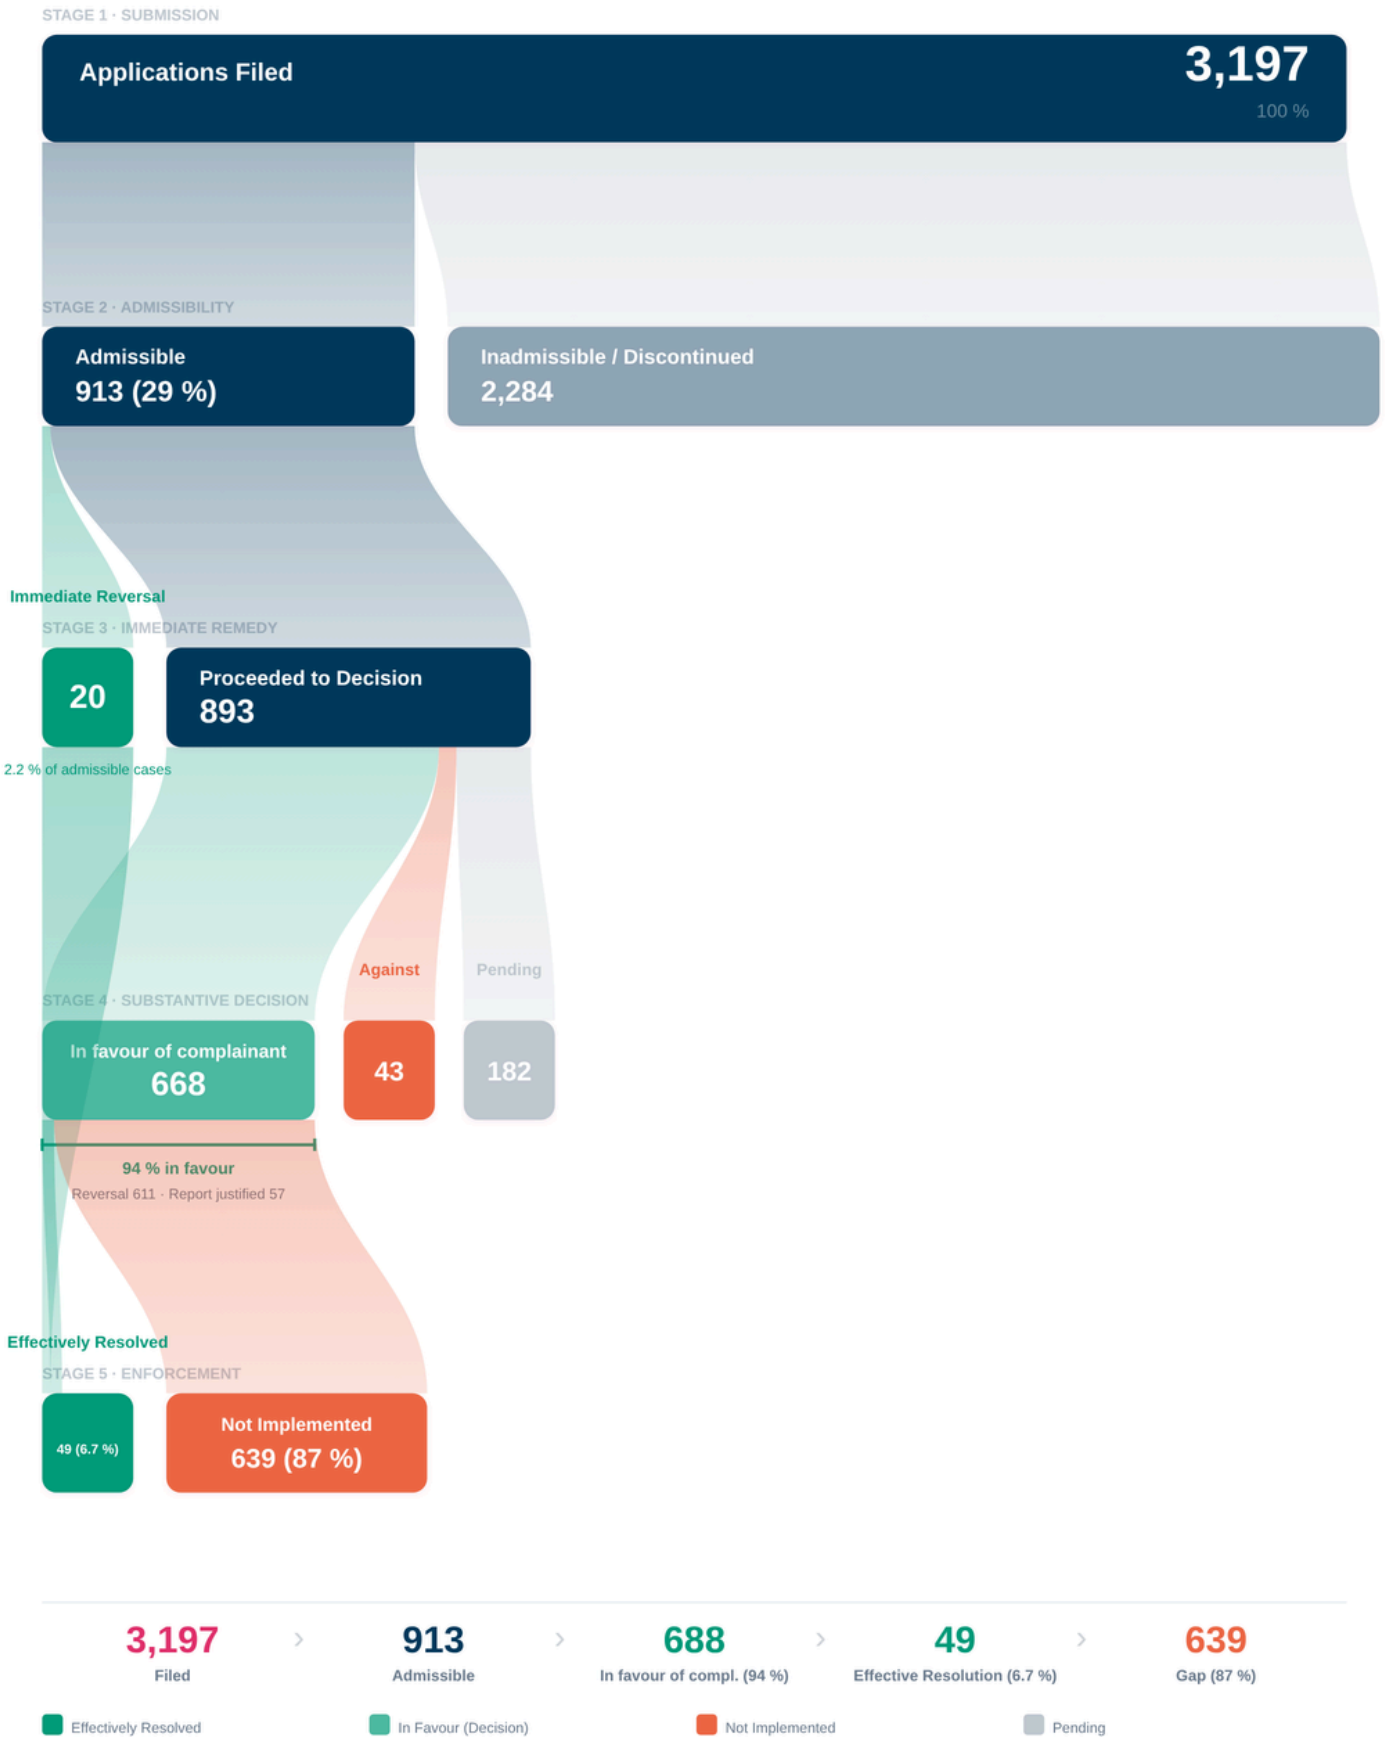 STAGE 1 · SUBMISSION
Applications Filed
3,197
100 %
STAGE 2 · ADMISSIBILITY
Admissible
913 (29 %)
Inadmissible / Discontinued
2,284
Immediate Reversal
STAGE 3 · IMMEDIATE REMEDY
20
Proceeded to Decision
893
2.2 % of admissible cases
Against
Pending
STAGE 4 · SUBSTANTIVE DECISION
In favour of complainant
668
43
182
94 % in favour
Reversal 611 · Report justified 57
Effectively Resolved
STAGE 5 · ENFORCEMENT
49 (6.7 %)
Not Implemented
639 (87 %)
3,197 › 913 › 688 › 49 › 639
Filed Admissible In favour of compl. (94 %) Effective Resolution (6.7 %) Gap (87 %)
Effectively Resolved In Favour (Decision) Not Implemented Pending